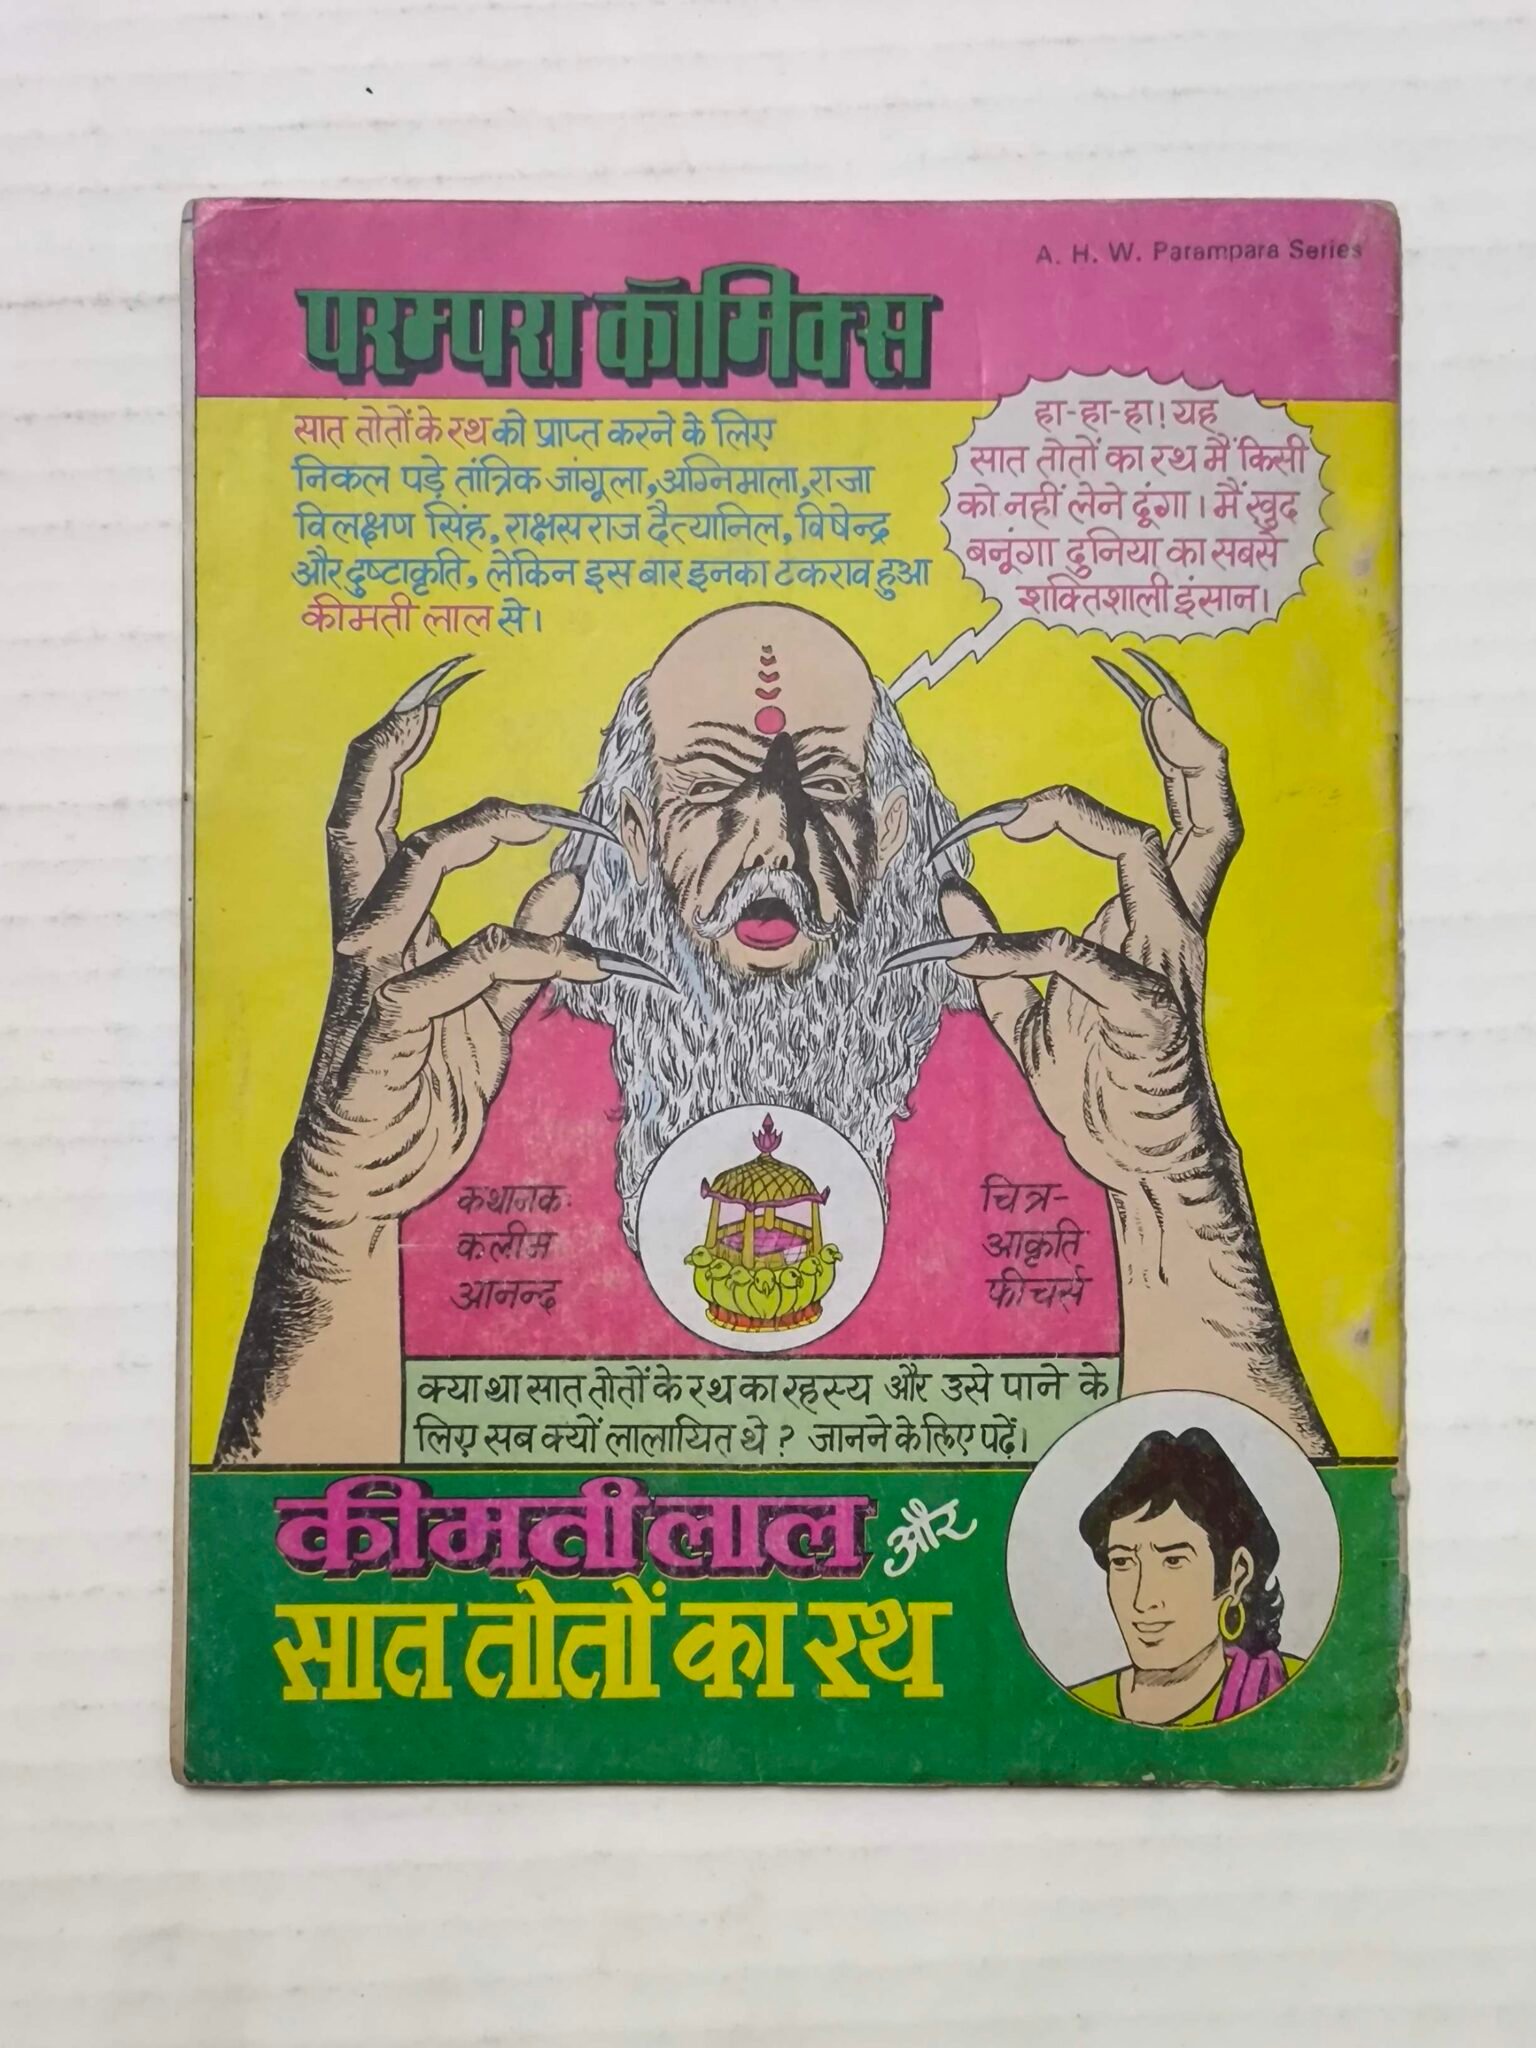 A. H. W. Parampara Series
परम्परा कॉमिक्स
सात तोतों के रथ को प्राप्त करने के लिए
निकल पड़े तांत्रिक जांगूला, अग्निमाला, राजा
विलक्षण सिंह, राक्षसराज दैत्यानिल, विषेन्द्र
और दुष्टाकृति, लेकिन इस बार इनका टकराव हुआ
कीमती लाल से।
हा-हा-हा! यह
सात तोतों का रथ मैं किसी
को नहीं लेने दूंगा। मैं खुद
बनूंगा दुनिया का सबसे
शक्तिशाली इंसान।
कथानक:
कलीम
आनन्द
चित्र-
आकृति
फीचर्स
क्या था सात तोतों के रथ का रहस्य और उसे पाने के
लिए सब क्यों लालायित थे? जानने के लिए पढ़ें।
कीमती लाल और
सात तोतों का रथ